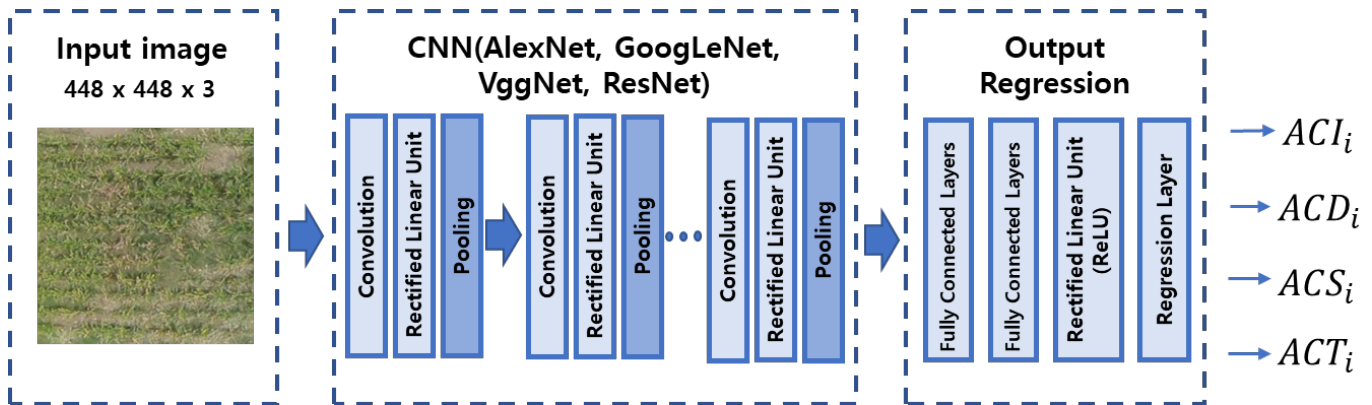 Input image
448 x 448 x 3
CNN(AlexNet, GoogLeNet,
VggNet, ResNet)
Convolution
Rectified Linear Unit
Pooling
Convolution
Rectified Linear Unit
Pooling
Convolution
Rectified Linear Unit
Pooling
Output
Regression
Fully Connected Layers
Fully Connected Layers
Rectified Linear Unit
(ReLU)
Regression Layer
ACI_i
ACD_i
ACS_i
ACT_i